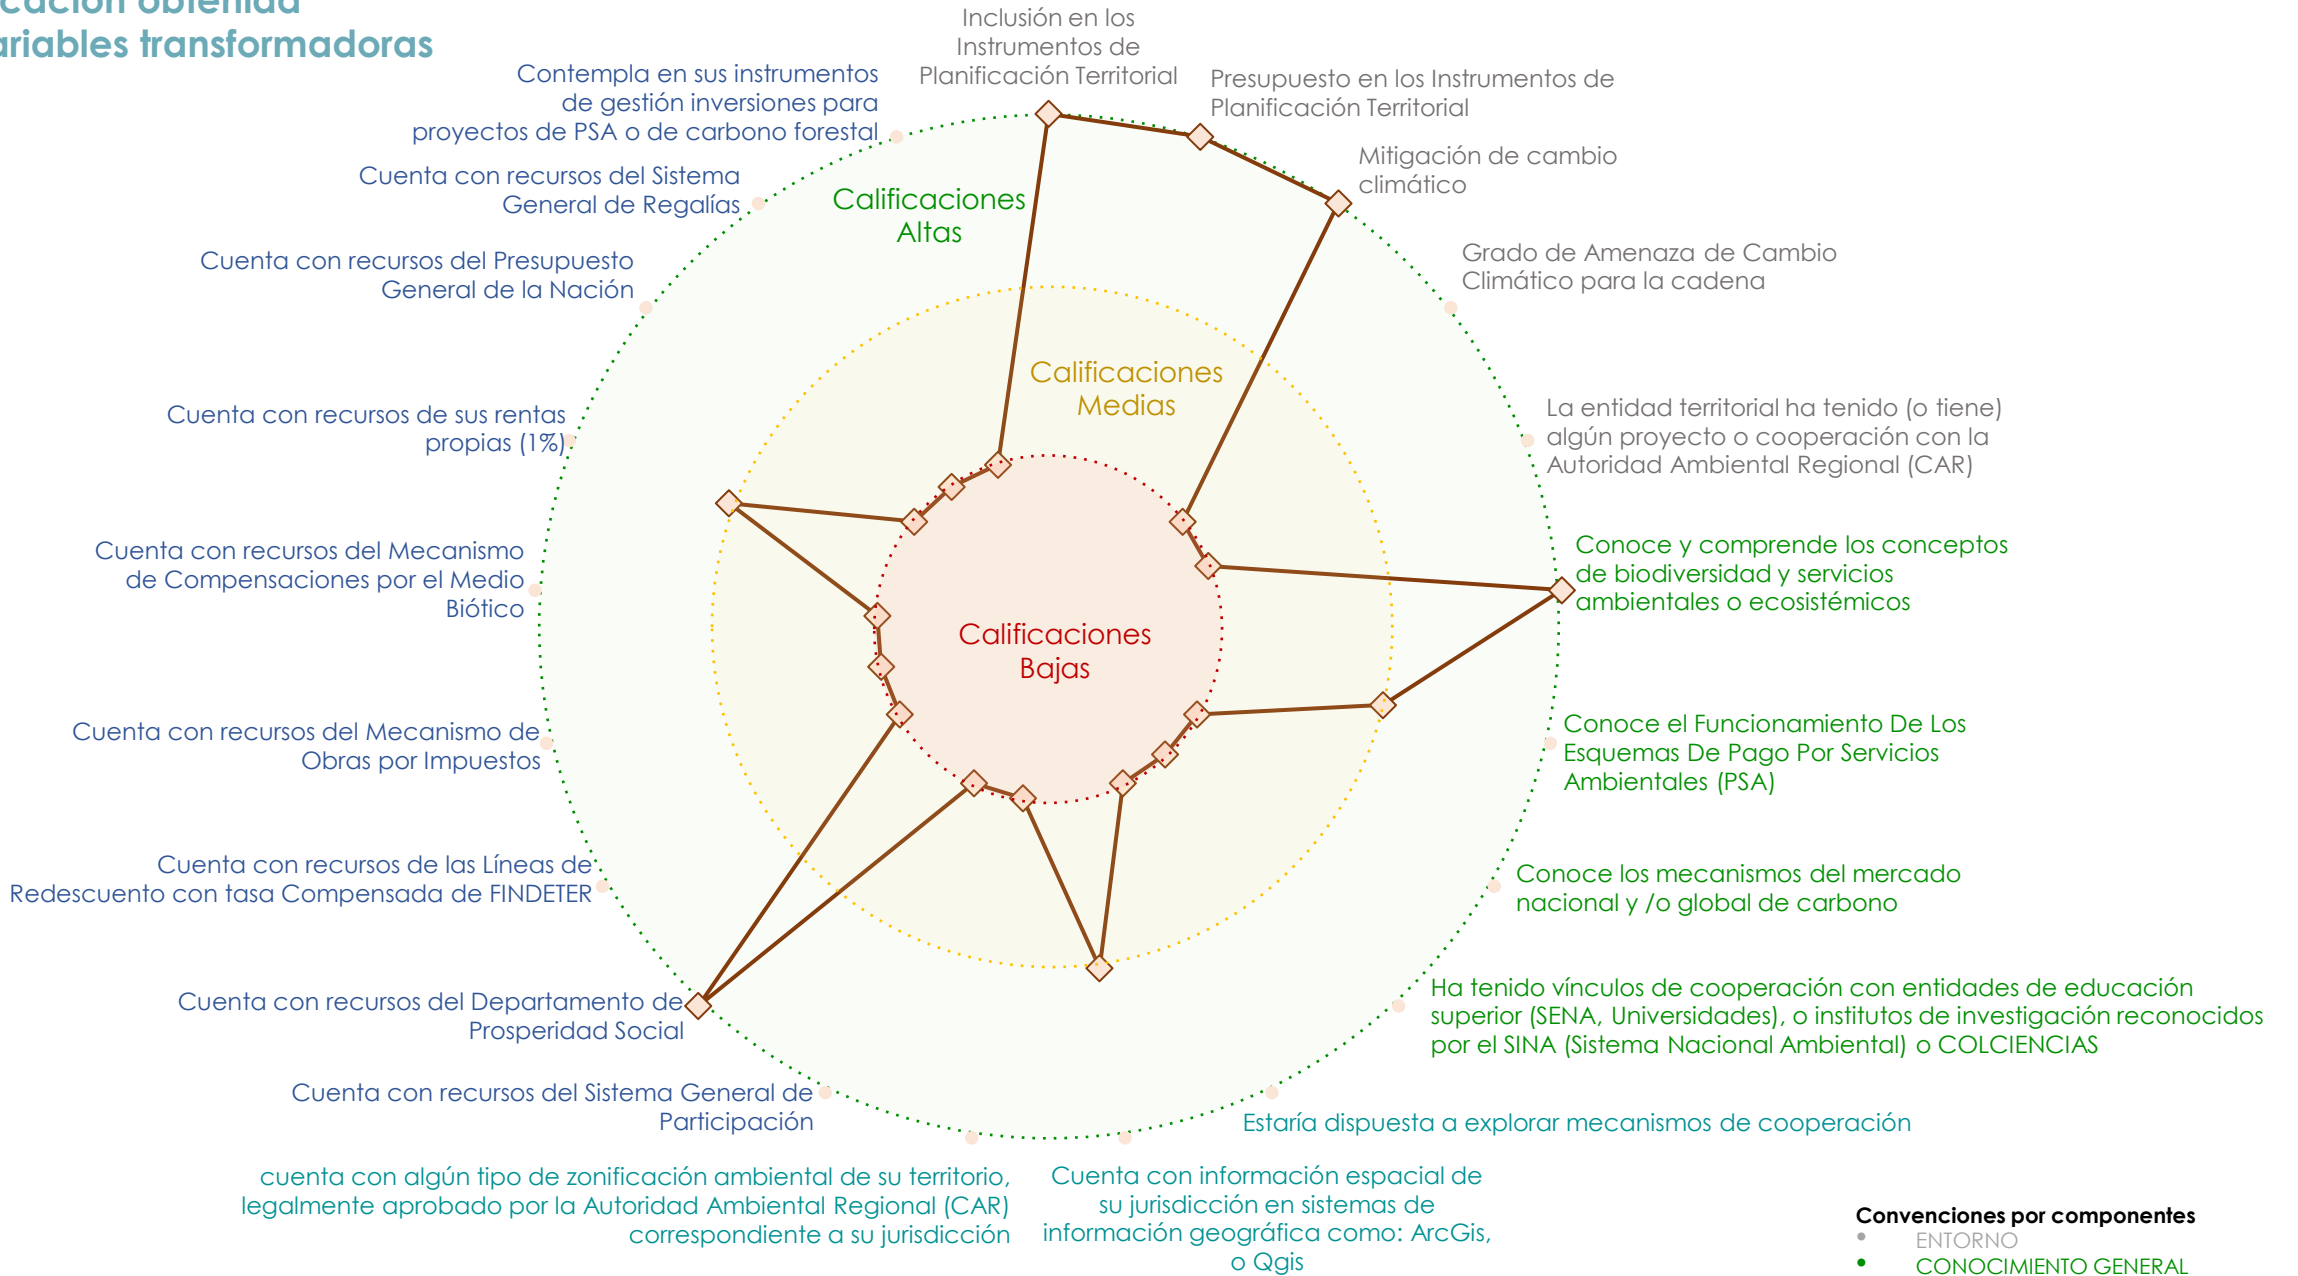 cación obtenida
ariables transformadoras
Inclusión en los
Instrumentos de
Planificación Territorial
Presupuesto en los Instrumentos de
Planificación Territorial
Mitigación de cambio
climático
Grado de Amenaza de Cambio
Climático para la cadena
La entidad territorial ha tenido (o tiene)
algún proyecto o cooperación con la
Autoridad Ambiental Regional (CAR)
Conoce y comprende los conceptos
de biodiversidad y servicios
ambientales o ecosistémicos
Conoce el Funcionamiento De Los
Esquemas De Pago Por Servicios
Ambientales (PSA)
Conoce los mecanismos del mercado
nacional y /o global de carbono
Ha tenido vínculos de cooperación con entidades de educación
superior (SENA, Universidades), o institutos de investigación reconocidos
por el SINA (Sistema Nacional Ambiental) o COLCIENCIAS
Estaría dispuesta a explorar mecanismos de cooperación
Cuenta con información espacial de
su jurisdicción en sistemas de
información geográfica como: ArcGis,
o Qgis
cuenta con algún tipo de zonificación ambiental de su territorio,
legalmente aprobado por la Autoridad Ambiental Regional (CAR)
correspondiente a su jurisdicción
Cuenta con recursos del Sistema General de
Participación
Cuenta con recursos del Departamento de
Prosperidad Social
Cuenta con recursos de las Líneas de
Redescuento con tasa Compensada de FINDETER
Cuenta con recursos del Mecanismo de
Obras por Impuestos
Cuenta con recursos del Mecanismo
de Compensaciones por el Medio
Biótico
Cuenta con recursos de sus rentas
propias (1%)
Cuenta con recursos del Presupuesto
General de la Nación
Cuenta con recursos del Sistema
General de Regalías
Contempla en sus instrumentos
de gestión inversiones para
proyectos de PSA o de carbono forestal
Calificaciones
Altas
Calificaciones
Medias
Calificaciones
Bajas
Convenciones por componentes
• ENTORNO
• CONOCIMIENTO GENERAL